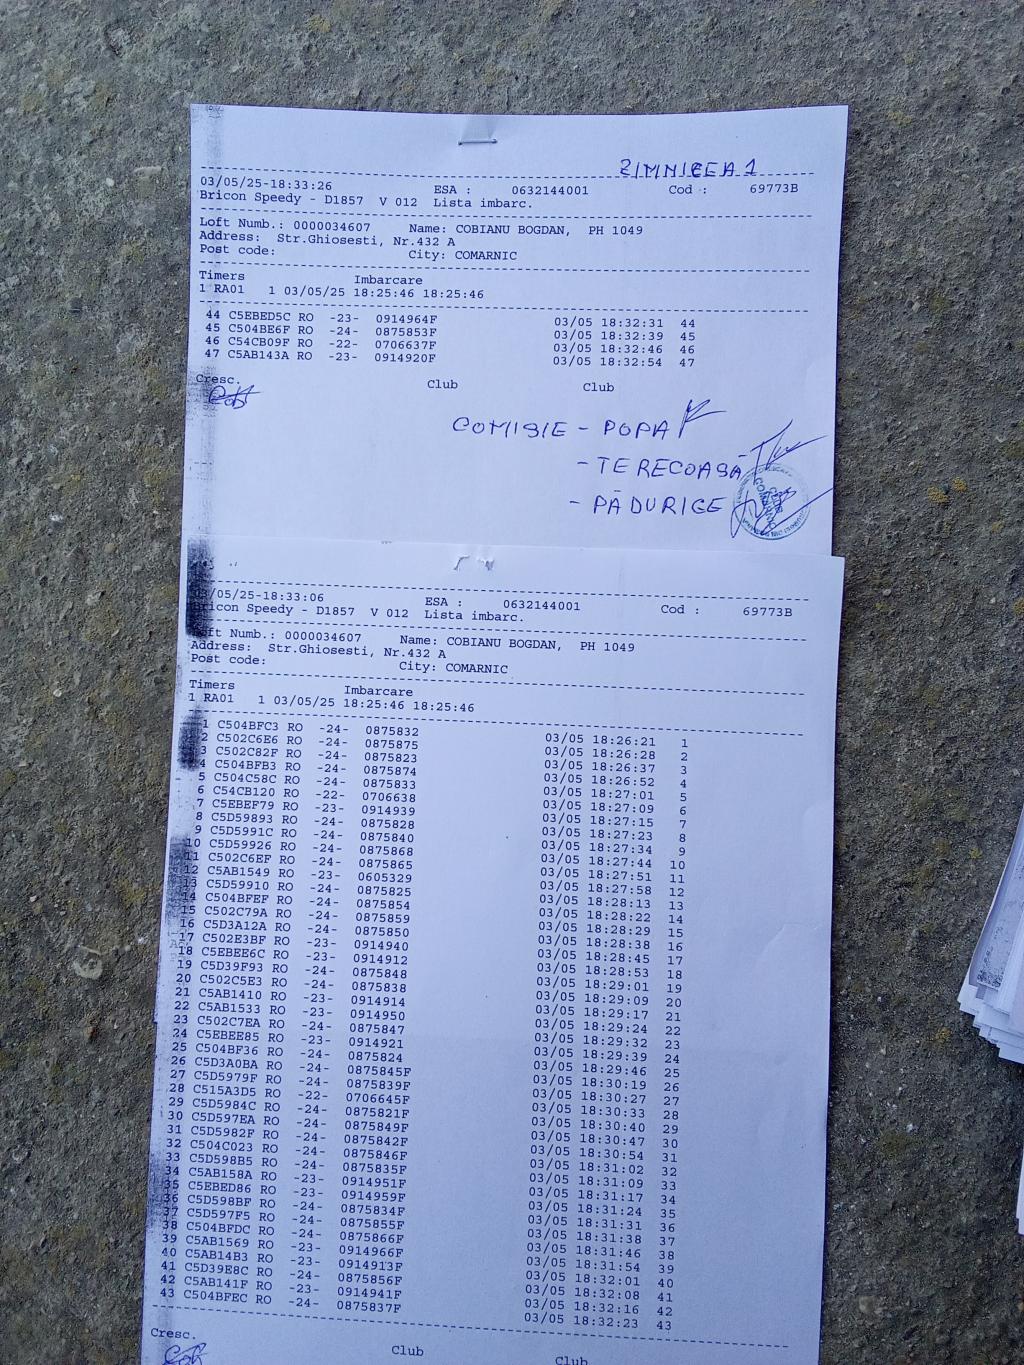 ZIMNICEA 1
03/05/25-18:33:26 ESA : 0632144001 Cod : 69773B
Bricon Speedy - D1857 V 012 Lista imbarc.
Loft Numb.: 0000034607 Name: COBIANU BOGDAN, PH 1049
Address: Str.Ghiosesti, Nr.432 A
Post code: City: COMARNIC
Timers Imbarcare
1 RA01 1 03/05/25 18:25:46 18:25:46
44 C5EBED5C RO -23- 0914964F 03/05 18:32:31 44
45 C504BE6F RO -24- 0875853F 03/05 18:32:39 45
46 C54CB09F RO -22- 0706637F 03/05 18:32:46 46
47 C5AB143A RO -23- 0914920F 03/05 18:32:54 47
Cresc. Club Club
COMISIE - POPA
- TERECOASĂ
- PĂDURICE
03/05/25-18:33:06 ESA : 0632144001 Cod : 69773B
Bricon Speedy - D1857 V 012 Lista imbarc.
Loft Numb.: 0000034607 Name: COBIANU BOGDAN, PH 1049
Address: Str.Ghiosesti, Nr.432 A
Post code: City: COMARNIC
Timers Imbarcare
1 RA01 1 03/05/25 18:25:46 18:25:46
1 C504BFC3 RO -24- 0875832 03/05 18:26:21 1
2 C502C6E6 RO -24- 0875875 03/05 18:26:28 2
3 C502C82F RO -24- 0875823 03/05 18:26:37 3
4 C504BFB3 RO -24- 0875874 03/05 18:26:52 4
5 C504C58C RO -24- 0875833 03/05 18:27:01 5
6 C54CB120 RO -22- 0706638 03/05 18:27:09 6
7 C5EBEF79 RO -23- 0914939 03/05 18:27:15 7
8 C5D59893 RO -24- 0875828 03/05 18:27:23 8
9 C5D5991C RO -24- 0875840 03/05 18:27:34 9
10 C5D59926 RO -24- 0875868 03/05 18:27:44 10
11 C502C6EF RO -24- 0875865 03/05 18:27:51 11
12 C5AB1549 RO -23- 0605329 03/05 18:27:58 12
13 C5D59910 RO -24- 0875825 03/05 18:28:13 13
14 C504BFEF RO -24- 0875854 03/05 18:28:22 14
15 C502C79A RO -24- 0875859 03/05 18:28:29 15
16 C5D3A12A RO -24- 0875850 03/05 18:28:38 16
17 C502E3BF RO -23- 0914940 03/05 18:28:45 17
18 C5EBEE6C RO -23- 0914912 03/05 18:28:53 18
19 C5D39F93 RO -24- 0875848 03/05 18:29:01 19
20 C502C5E3 RO -24- 0875838 03/05 18:29:09 20
21 C5AB1410 RO -23- 0914914 03/05 18:29:17 21
22 C5AB1533 RO -23- 0914950 03/05 18:29:24 22
23 C502C7EA RO -24- 0875847 03/05 18:29:32 23
24 C5EBEE85 RO -23- 0914921 03/05 18:29:39 24
25 C504BF36 RO -24- 0875824 03/05 18:29:46 25
26 C5D3A0BA RO -24- 0875845F 03/05 18:30:19 26
27 C5D5979F RO -24- 0875839F 03/05 18:30:27 27
28 C515A3D5 RO -22- 0706645F 03/05 18:30:33 28
29 C5D5984C RO -24- 0875821F 03/05 18:30:40 29
30 C5D597EA RO -24- 0875849F 03/05 18:30:47 30
31 C5D5982F RO -24- 0875842F 03/05 18:30:54 31
32 C504C023 RO -24- 0875846F 03/05 18:31:02 32
33 C5D598B5 RO -24- 0875835F 03/05 18:31:09 33
34 C5AB158A RO -23- 0914951F 03/05 18:31:17 34
35 C5EBED86 RO -23- 0914959F 03/05 18:31:24 35
36 C5D598BF RO -24- 0875834F 03/05 18:31:31 36
37 C5D597F5 RO -24- 0875855F 03/05 18:31:38 37
38 C504BFDC RO -24- 0875866F 03/05 18:31:46 38
39 C5AB1569 RO -23- 0914966F 03/05 18:31:54 39
40 C5AB14B3 RO -23- 0914913F 03/05 18:32:01 40
41 C5D39E8C RO -24- 0875856F 03/05 18:32:08 41
42 C5AB141F RO -23- 0914941F 03/05 18:32:16 42
43 C504BFEC RO -24- 0875837F 03/05 18:32:23 43
Cresc. Club Club